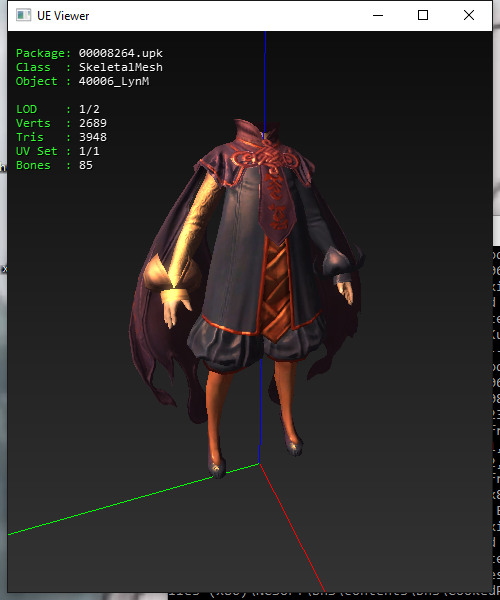 UE Viewer
Package: 00008264.upk
Class : SkeletalMesh
Object : 40006_LynM
LOD : 1/2
Verts : 2689
Tris : 3948
UV Set : 1/1
Bones : 85